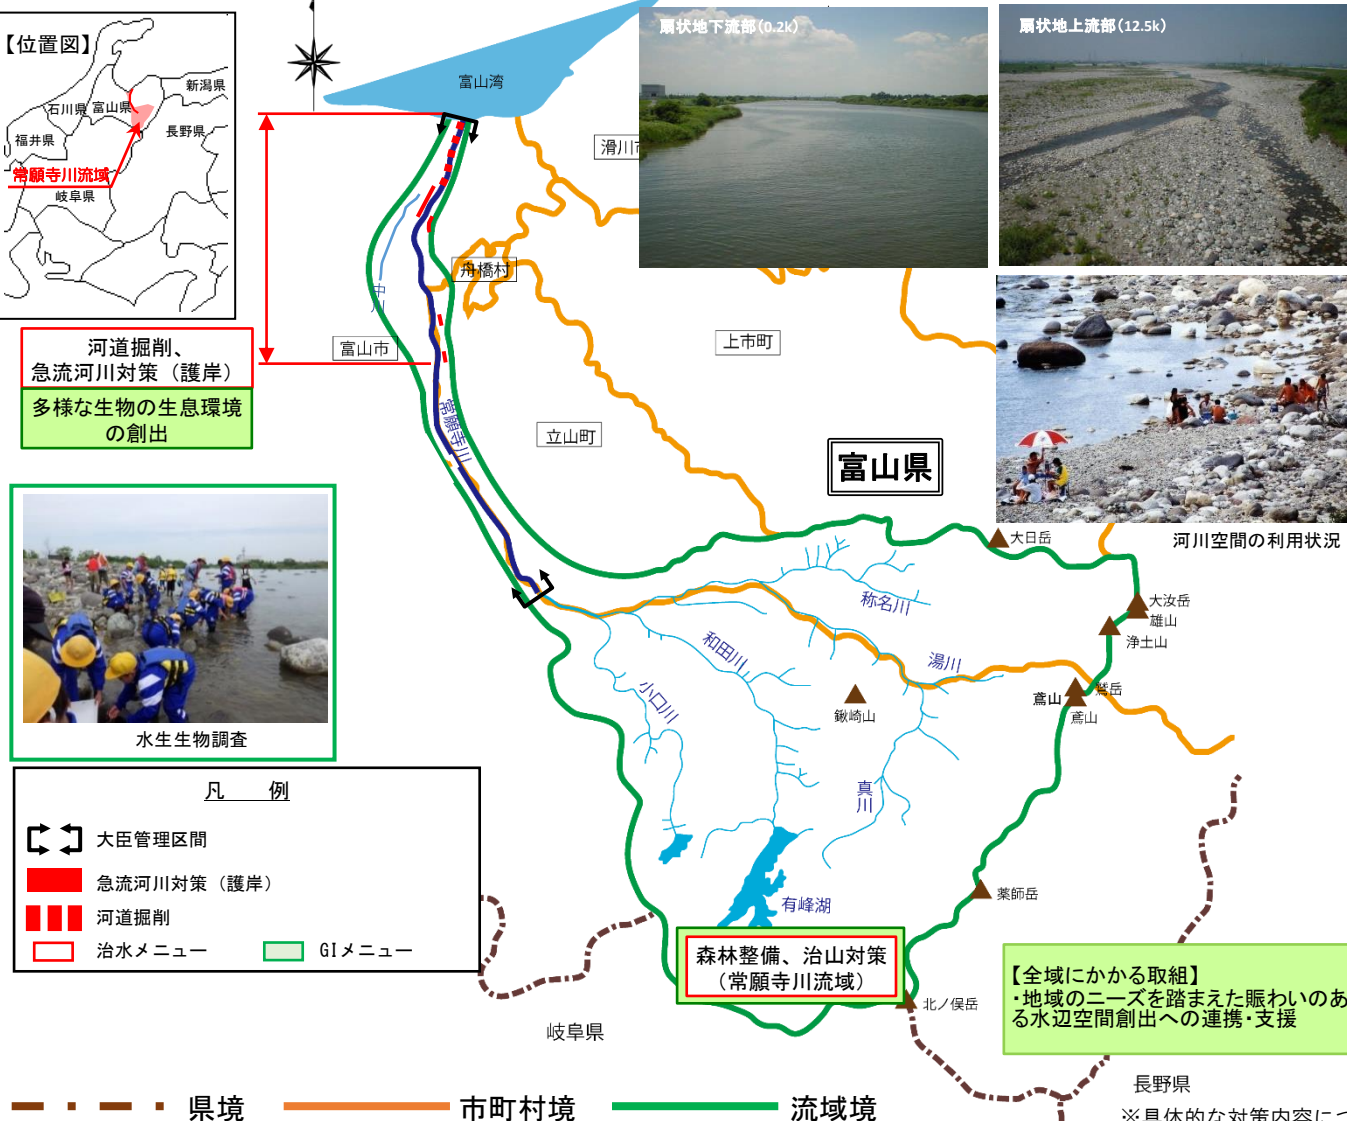 【位置図】
新潟県
石川県
富山県
長野県
福井県
常願寺川流域
岐阜県
富山湾
扇状地下流部(0.2k)
扇状地上流部(12.5k)
滑川市
舟橋村
富山市
上市町
立山町
常願寺川
富山県
河道掘削、
急流河川対策（護岸）
多様な生物の生息環境
の創出
水生生物調査
河川空間の利用状況
大日岳
大汝岳
雄山
浄土山
鷲岳
鳶山
鳶山
称名川
和田川
湯川
小口川
鍬崎山
真川
有峰湖
薬師岳
北ノ俣岳
凡　例
大臣管理区間
急流河川対策（護岸）
河道掘削
治水メニュー
GIメニュー
森林整備、治山対策
（常願寺川流域）
【全域にかかる取組】
・地域のニーズを踏まえた賑わいのあ
る水辺空間創出への連携・支援
岐阜県
長野県
県境
市町村境
流域境